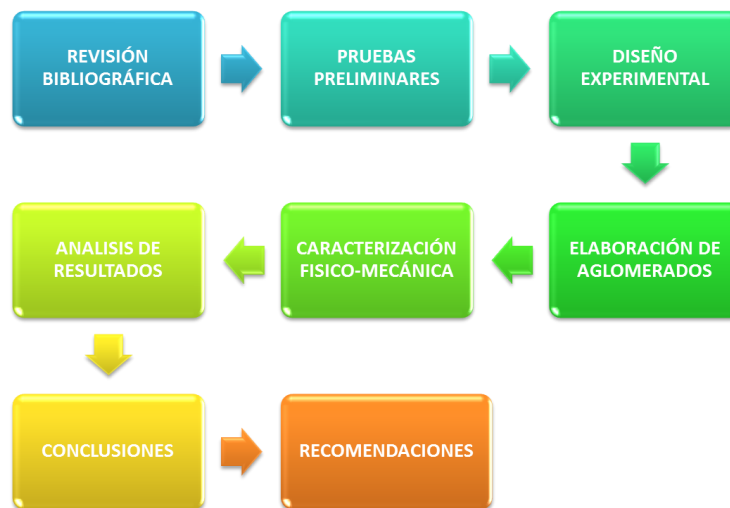 REVISIÓN
BIBLIOGRÁFICA
PRUEBAS
PRELIMINARES
DISEÑO
EXPERIMENTAL
ELABORACIÓN DE
AGLOMERADOS
CARACTERIZACIÓN
FISICO-MECÁNICA
ANALISIS DE
RESULTADOS
CONCLUSIONES
RECOMENDACIONES